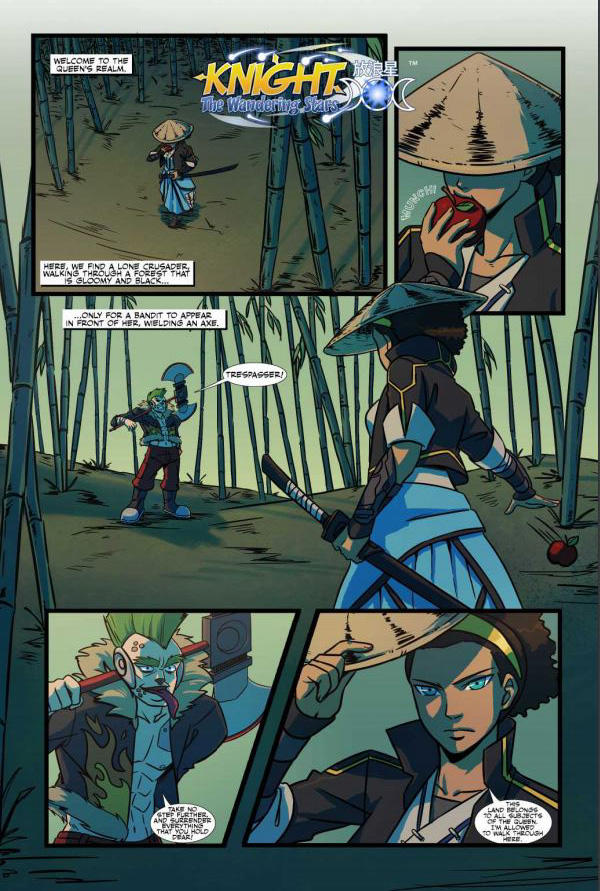 WELCOME TO THE
QUEEN'S REALM.
KNIGHT
放浪星
The Wandering Stars
TM
MUNCH!
HERE, WE FIND A LONE CRUSADER,
WALKING THROUGH A FOREST THAT
IS GLOOMY AND BLACK...
...ONLY FOR A BANDIT TO APPEAR
IN FRONT OF HER, WIELDING AN AXE.
TRESPASSER!
TAKE NO
STEP FURTHER,
AND SURRENDER
EVERYTHING
THAT YOU HOLD
DEAR!
THIS
LAND BELONGS
TO ALL SUBJECTS
OF THE QUEEN.
I'M ALLOWED
TO WALK THROUGH
HERE.